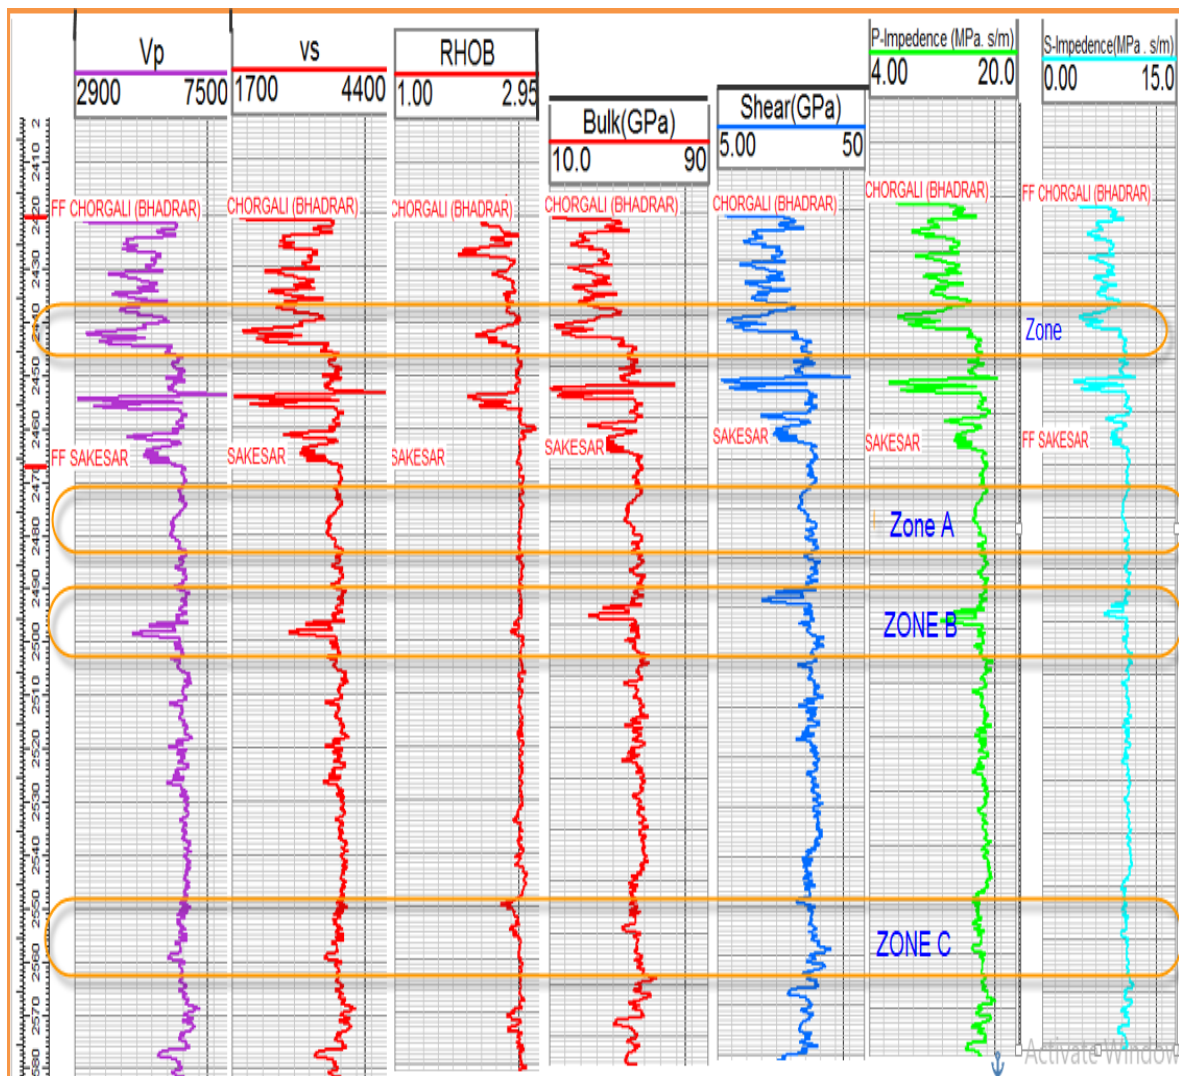 Vp
2900 7500
vs
1700 4400
RHOB
1.00 2.95
Bulk(GPa)
10.0 90
Shear(GPa)
5.00 50
P-Impedence (MPa. s/m)
4.00 20.0
S-Impedence(MPa . s/m)
0.00 15.0
2
2410
2420
2430
2440
2450
2460
2470
2480
2490
2500
2510
2520
2530
2540
2550
2560
2570
2580
FF CHORGALI (BHADRAR)
CHORGALI (BHADRAR)
CHORGALI (BHADRAR)
CHORGALI (BHADRAR)
CHORGALI (BHADRAR)
CHORGALI (BHADRAR)
FF CHORGALI (BHADRAR)
Zone
FF SAKESAR
SAKESAR
SAKESAR
SAKESAR
SAKESAR
SAKESAR
FF SAKESAR
Zone A
ZONE B
ZONE C
Activate Window